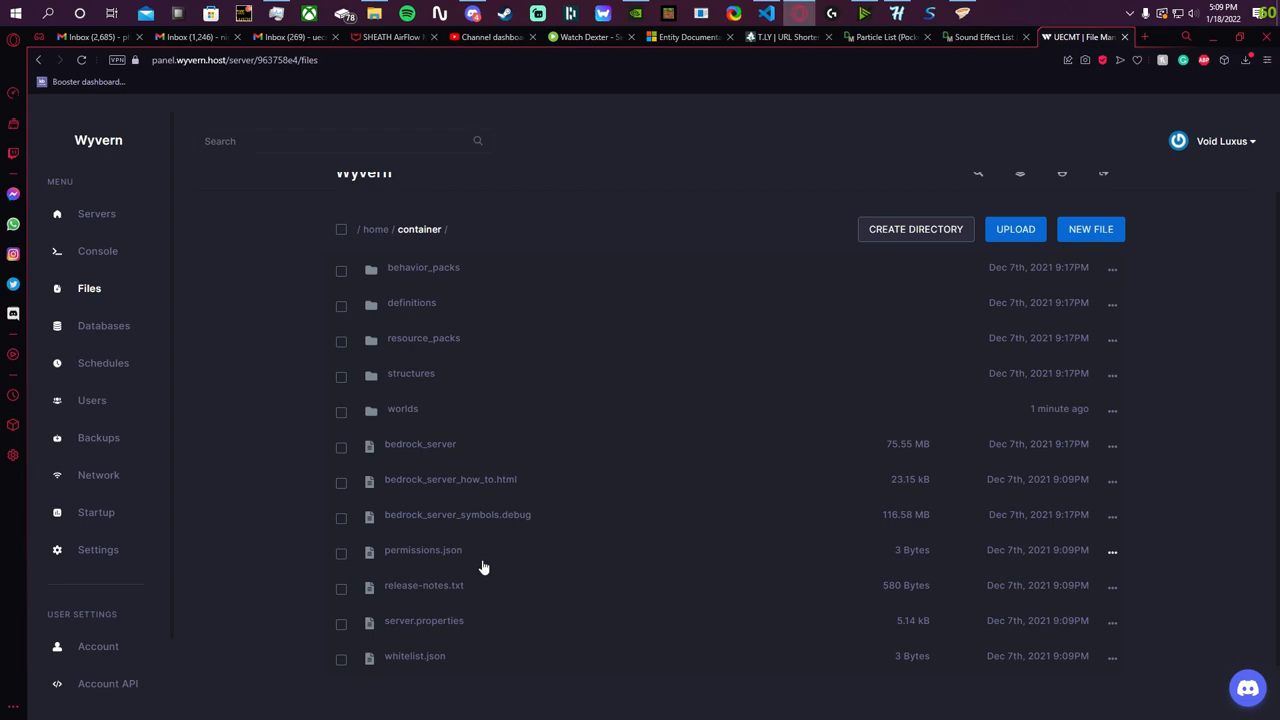 5:09 PM
1/18/2022
78
Inbox (2,685) - pl
Inbox (1,246) - ni
Inbox (269) - uec
SHEATH AirFlow
Channel dashboa
Watch Dexter - Se
Entity Documenta
T.LY | URL Shorte
Particle List (Pock
Sound Effect List
WUECMT | File Man
VPN
panel.wyvern.host/server/963758e4/files
Booster dashboard...
Wyvern
Search
Void Luxus
Wyvern
MENU
/ home / container /
CREATE DIRECTORY
UPLOAD
NEW FILE
Servers
Console
Files
Databases
Schedules
Users
Backups
Network
Startup
Settings
USER SETTINGS
Account
Account API
behavior_packs Dec 7th, 2021 9:17PM
definitions Dec 7th, 2021 9:17PM
resource_packs Dec 7th, 2021 9:17PM
structures Dec 7th, 2021 9:17PM
worlds 1 minute ago
bedrock_server 75.55 MB Dec 7th, 2021 9:17PM
bedrock_server_how_to.html 23.15 kB Dec 7th, 2021 9:09PM
bedrock_server_symbols.debug 116.58 MB Dec 7th, 2021 9:17PM
permissions.json 3 Bytes Dec 7th, 2021 9:09PM
release-notes.txt 580 Bytes Dec 7th, 2021 9:09PM
server.properties 5.14 kB Dec 7th, 2021 9:09PM
whitelist.json 3 Bytes Dec 7th, 2021 9:09PM